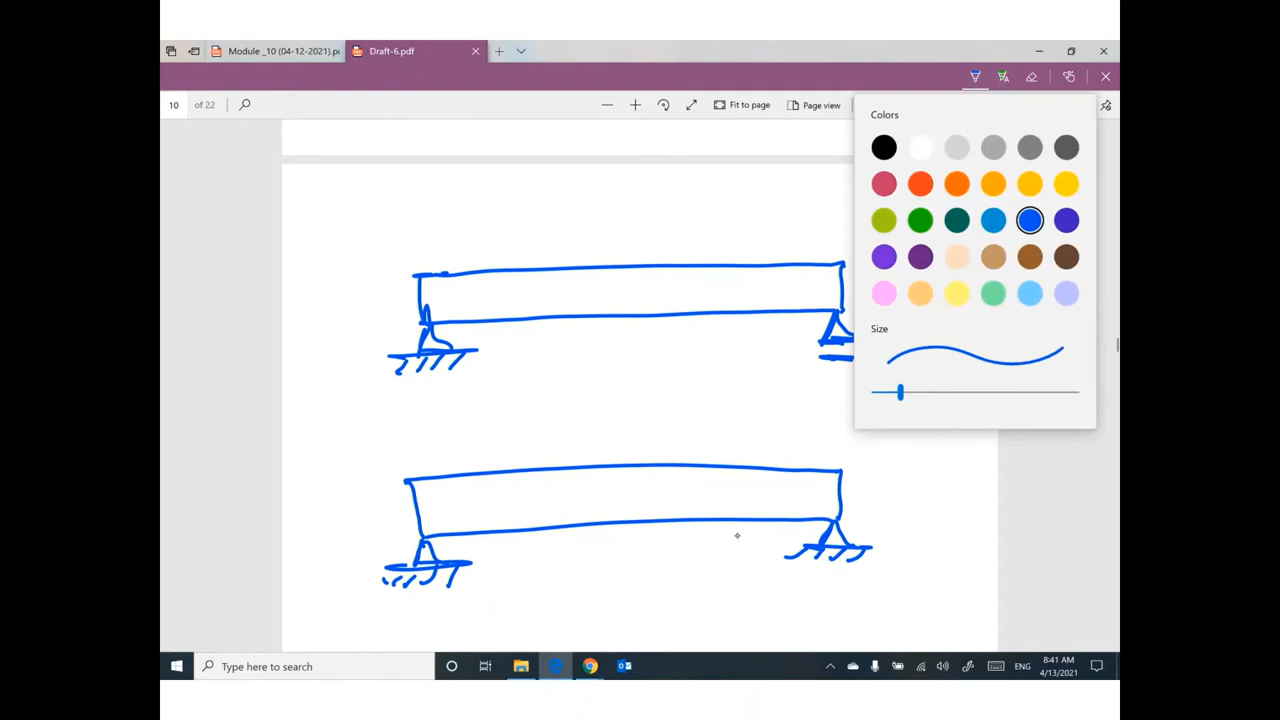 Module _10 (04-12-2021).p
Draft-6.pdf
10 of 22
Fit to page
Page view
Colors
Size
Type here to search
ENG
8:41 AM
4/13/2021